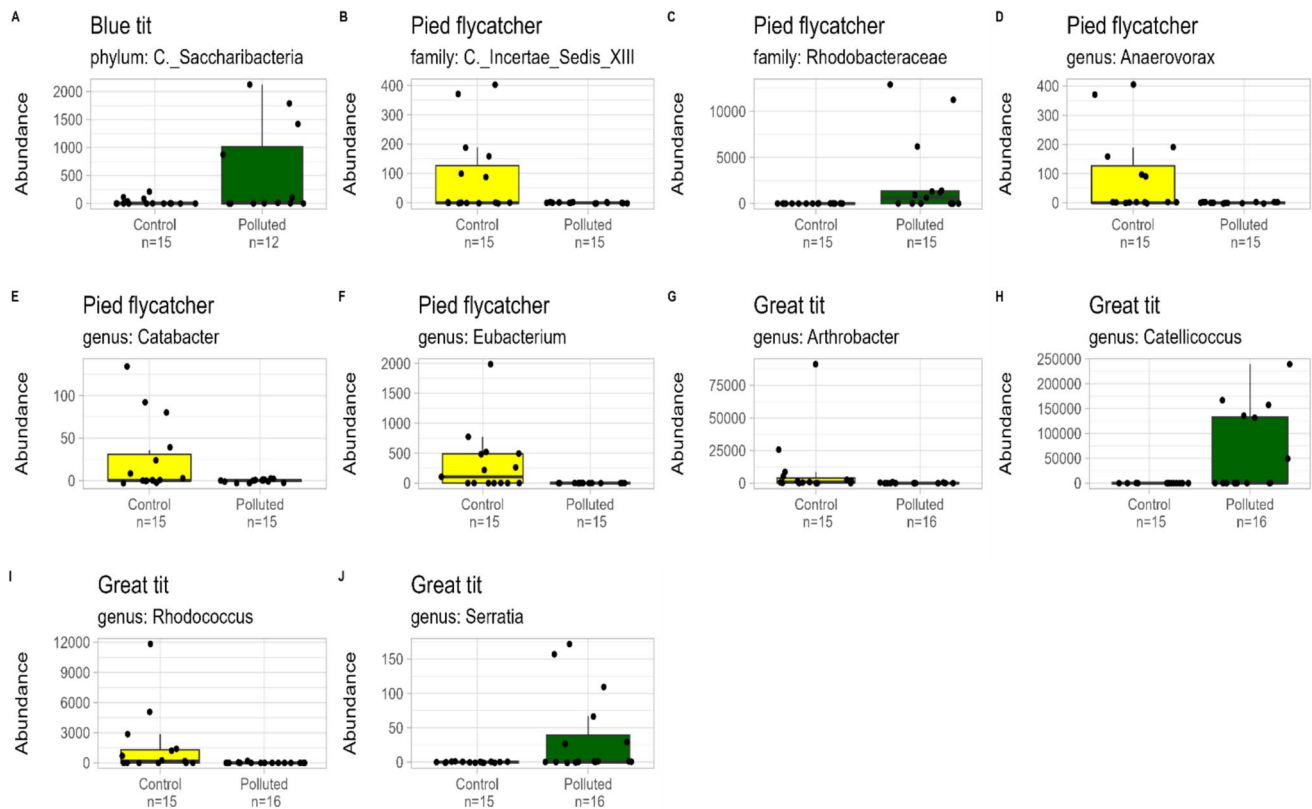 A
Blue tit
phylum: C._Saccharibacteria
Abundance
2000
1500
1000
500
0
Control
n=15
Polluted
n=12
B
Pied flycatcher
family: C._Incertae_Sedis_XIII
Abundance
400
300
200
100
0
Control
n=15
Polluted
n=15
C
Pied flycatcher
family: Rhodobacteraceae
Abundance
10000
5000
0
Control
n=15
Polluted
n=15
D
Pied flycatcher
genus: Anaerovorax
Abundance
400
300
200
100
0
Control
n=15
Polluted
n=15
E
Pied flycatcher
genus: Catabacter
Abundance
100
50
0
Control
n=15
Polluted
n=15
F
Pied flycatcher
genus: Eubacterium
Abundance
2000
1500
1000
500
0
Control
n=15
Polluted
n=15
G
Great tit
genus: Arthrobacter
Abundance
75000
50000
25000
0
Control
n=15
Polluted
n=16
H
Great tit
genus: Catellicoccus
Abundance
250000
200000
150000
100000
50000
0
Control
n=15
Polluted
n=16
I
Great tit
genus: Rhodococcus
Abundance
12000
9000
6000
3000
0
Control
n=15
Polluted
n=16
J
Great tit
genus: Serratia
Abundance
150
100
50
0
Control
n=15
Polluted
n=16